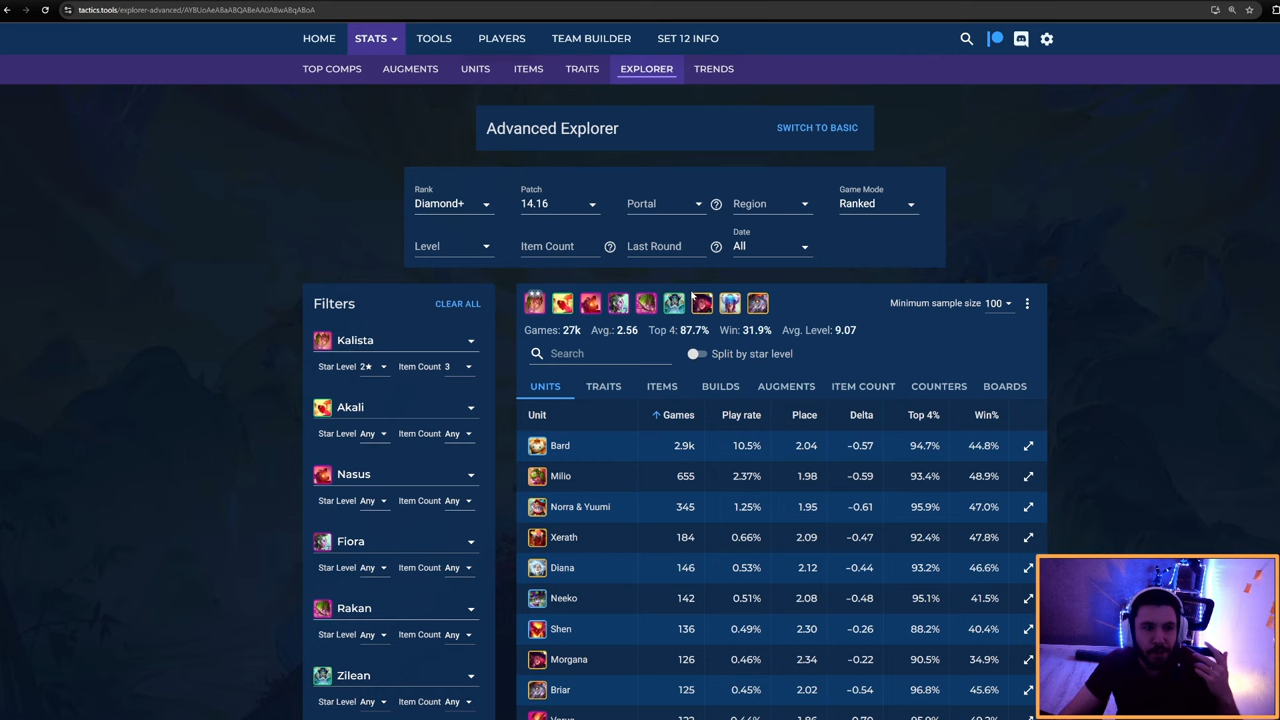 tactics.tools/explorer-advanced/AYBUoAeABaABQABeAA0ABwABqABoA
HOME STATS TOOLS PLAYERS TEAM BUILDER SET 12 INFO
TOP COMPS AUGMENTS UNITS ITEMS TRAITS EXPLORER TRENDS
Advanced Explorer SWITCH TO BASIC
Rank Patch Game Mode
Diamond+ 14.16 Portal Region Ranked
Date
Level Item Count Last Round All
Filters CLEAR ALL
Minimum sample size 100
Kalista
Star Level 2★ Item Count 3
Akali
Star Level Any Item Count Any
Nasus
Star Level Any Item Count Any
Fiora
Star Level Any Item Count Any
Rakan
Star Level Any Item Count Any
Zilean
Star Level Any Item Count Any
Games: 27k Avg.: 2.56 Top 4: 87.7% Win: 31.9% Avg. Level: 9.07
Search Split by star level
UNITS TRAITS ITEMS BUILDS AUGMENTS ITEM COUNT COUNTERS BOARDS
Unit Games Play rate Place Delta Top 4% Win%
Bard 2.9k 10.5% 2.04 −0.57 94.7% 44.8%
Milio 655 2.37% 1.98 −0.59 93.4% 48.9%
Norra & Yuumi 345 1.25% 1.95 −0.61 95.9% 47.0%
Xerath 184 0.66% 2.09 −0.47 92.4% 47.8%
Diana 146 0.53% 2.12 −0.44 93.2% 46.6%
Neeko 142 0.51% 2.08 −0.48 95.1% 41.5%
Shen 136 0.49% 2.30 −0.26 88.2% 40.4%
Morgana 126 0.46% 2.34 −0.22 90.5% 34.9%
Briar 125 0.45% 2.02 −0.54 96.8% 45.6%